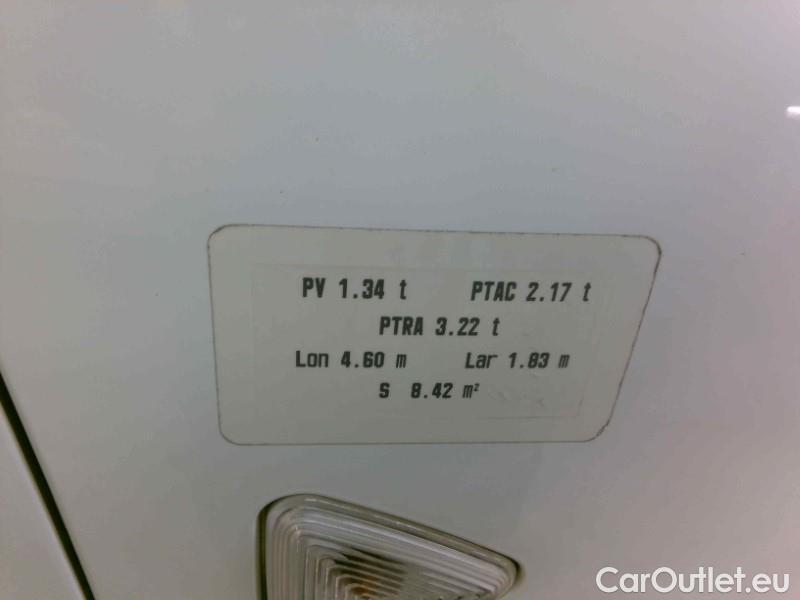 PV 1.34 t PTAC 2.17 t
PTRA 3.22 t
Lon 4.60 m Lar 1.83 m
S 8.42 m²
CarOutlet.eu